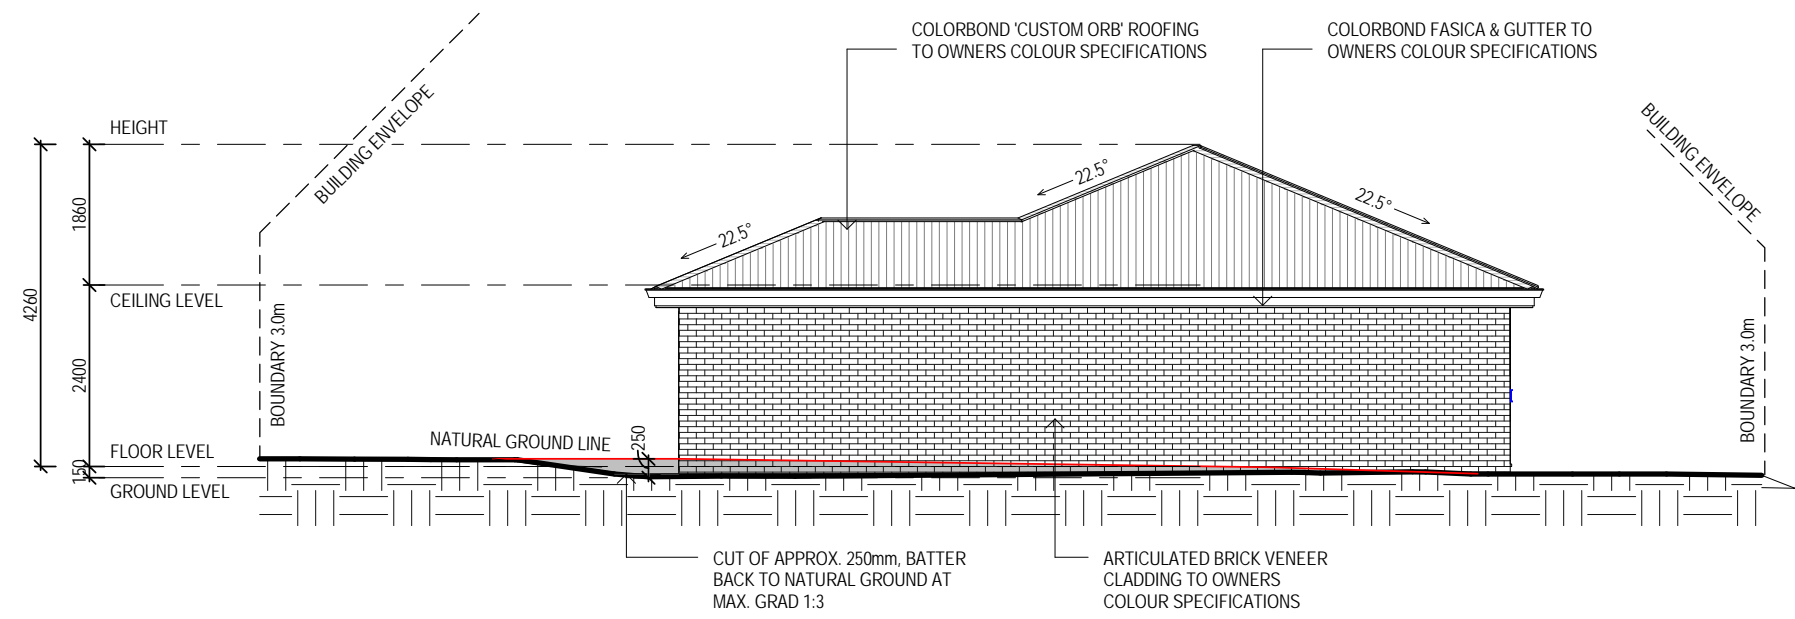 COLORBOND 'CUSTOM ORB' ROOFING
TO OWNERS COLOUR SPECIFICATIONS
COLORBOND FASICA & GUTTER TO
OWNERS COLOUR SPECIFICATIONS
BUILDING ENVELOPE
BUILDING ENVELOPE
HEIGHT
22.5°
22.5°
22.5°
1860
4260
CEILING LEVEL
BOUNDARY 3.0m
BOUNDARY 3.0m
2400
FLOOR LEVEL
NATURAL GROUND LINE
250
150
GROUND LEVEL
CUT OF APPROX. 250mm, BATTER
BACK TO NATURAL GROUND AT
MAX. GRAD 1:3
ARTICULATED BRICK VENEER
CLADDING TO OWNERS
COLOUR SPECIFICATIONS